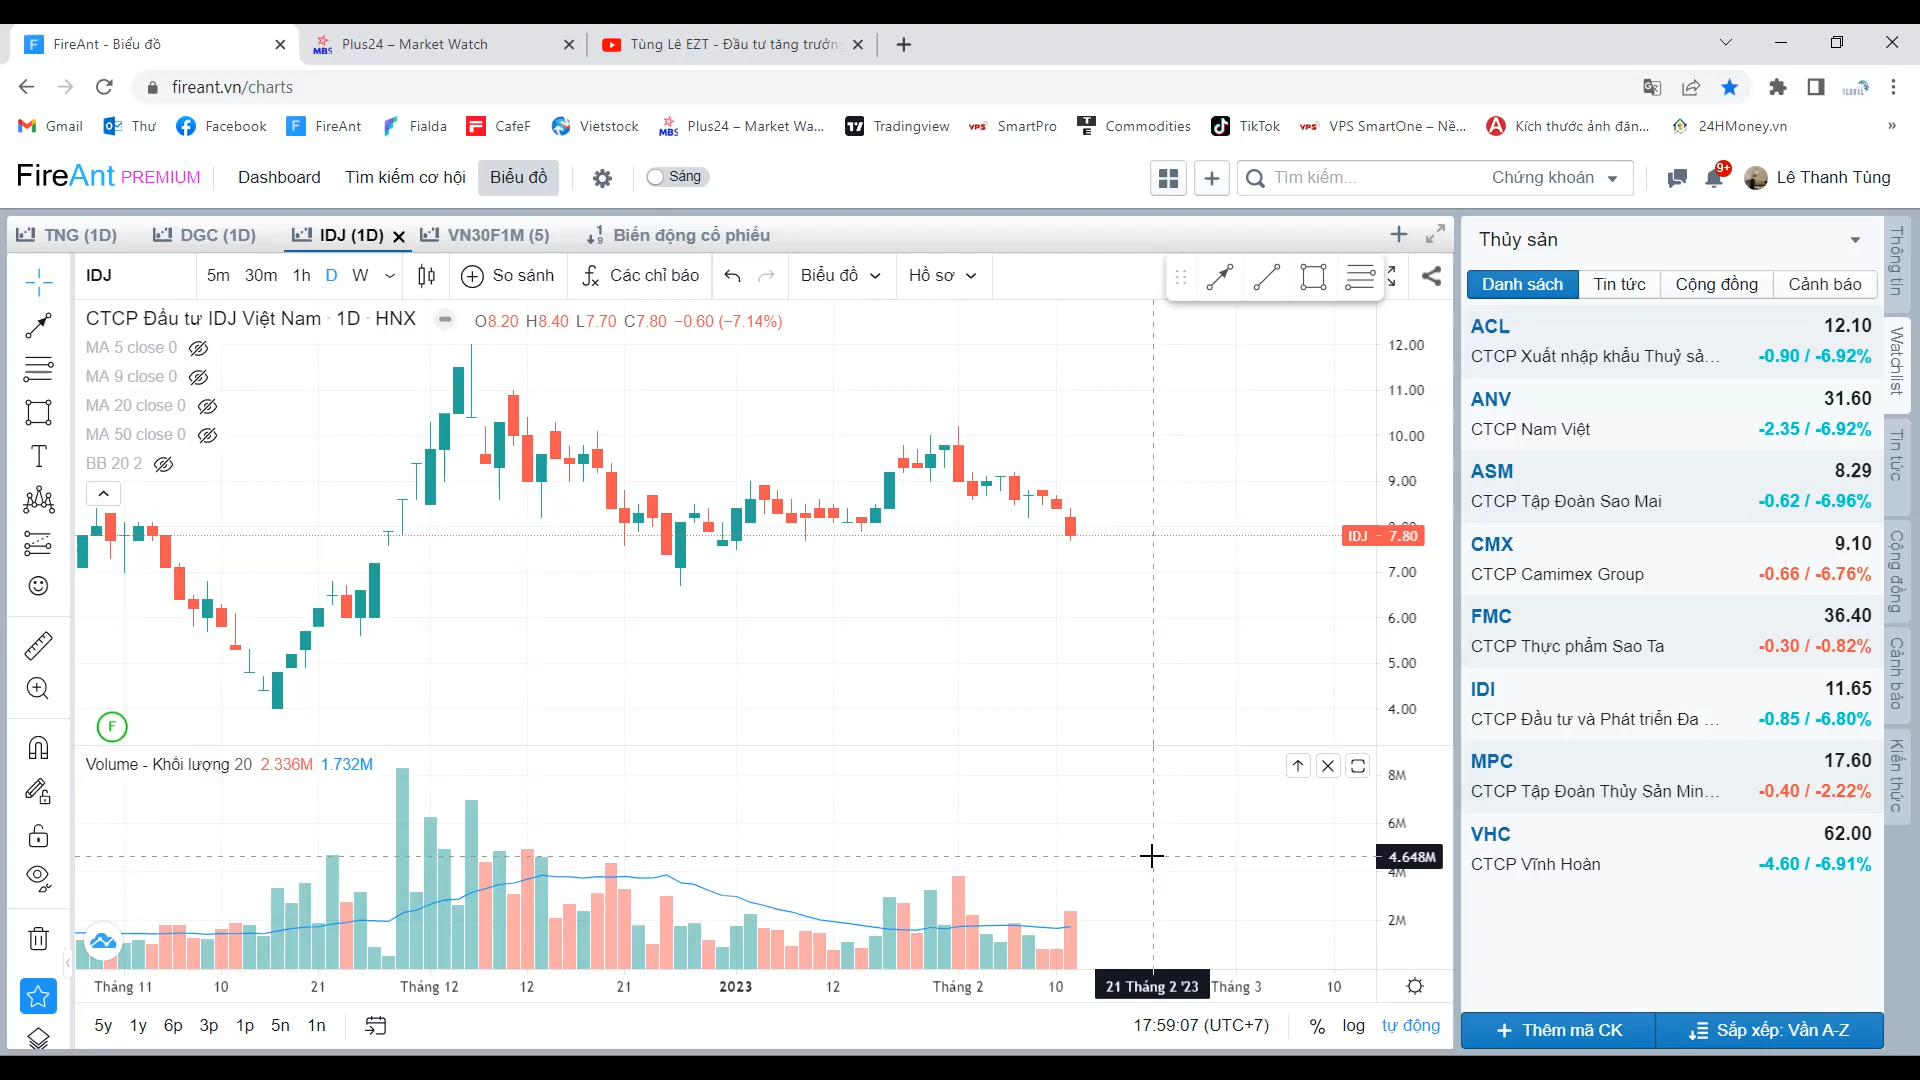 FireAnt - Biểu đồ
Plus24 – Market Watch
Tùng Lê EZT - Đầu tư tăng trưởng
fireant.vn/charts
Gmail Thư Facebook FireAnt Fialda CafeF Vietstock Plus24 – Market Wa... Tradingview SmartPro Commodities TikTok VPS SmartOne – Nề... Kích thước ảnh đăn... 24HMoney.vn »
FireAnt PREMIUM Dashboard Tìm kiếm cơ hội Biểu đồ Sáng Tìm kiếm... Chứng khoán 9+ Lê Thanh Tùng
TNG (1D) DGC (1D) IDJ (1D) VN30F1M (5) Biến động cổ phiếu
IDJ 5m 30m 1h D W So sánh Các chỉ báo Biểu đồ Hồ sơ
CTCP Đầu tư IDJ Việt Nam · 1D · HNX O8.20 H8.40 L7.70 C7.80 −0.60 (−7.14%)
MA 5 close 0
MA 9 close 0
MA 20 close 0
MA 50 close 0
BB 20 2
12.00
11.00
10.00
9.00
8.00
IDJ − 7.80
7.00
6.00
5.00
4.00
F
Volume - Khối lượng 20 2.336M 1.732M
8M
6M
4.648M
4M
2M
Tháng 11 10 21 Tháng 12 12 21 2023 12 Tháng 2 10 21 Tháng 2 '23 Tháng 3 10
5y 1y 6p 3p 1p 5n 1n 17:59:07 (UTC+7) % log tự động
Thủy sản
Danh sách Tin tức Cộng đồng Cảnh báo
ACL 12.10
CTCP Xuất nhập khẩu Thuỷ sả... -0.90 / -6.92%
ANV 31.60
CTCP Nam Việt -2.35 / -6.92%
ASM 8.29
CTCP Tập Đoàn Sao Mai -0.62 / -6.96%
CMX 9.10
CTCP Camimex Group -0.66 / -6.76%
FMC 36.40
CTCP Thực phẩm Sao Ta -0.30 / -0.82%
IDI 11.65
CTCP Đầu tư và Phát triển Đa ... -0.85 / -6.80%
MPC 17.60
CTCP Tập Đoàn Thủy Sản Min... -0.40 / -2.22%
VHC 62.00
CTCP Vĩnh Hoàn -4.60 / -6.91%
+ Thêm mã CK Sắp xếp: Vần A-Z
Thông tin
Watchlist
Tin tức
Cộng đồng
Cảnh báo
Kiến thức